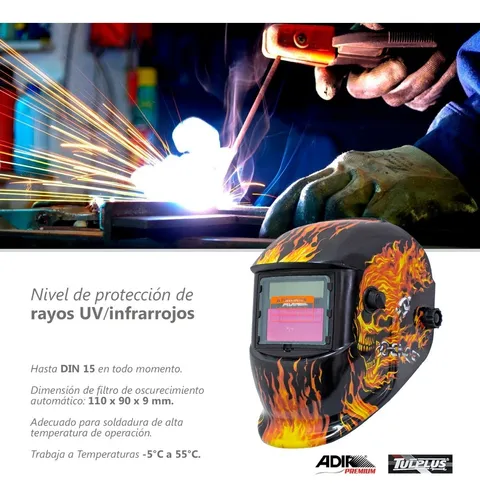 Nivel de protección de
rayos UV/infrarrojos
Hasta DIN 15 en todo momento.
Dimensión de filtro de oscurecimiento
automático: 110 x 90 x 9 mm.
Adecuado para soldadura de alta
temperatura de operación.
Trabaja a Temperaturas -5°C a 55°C.
ADIR
PREMIUM
TULPLUS